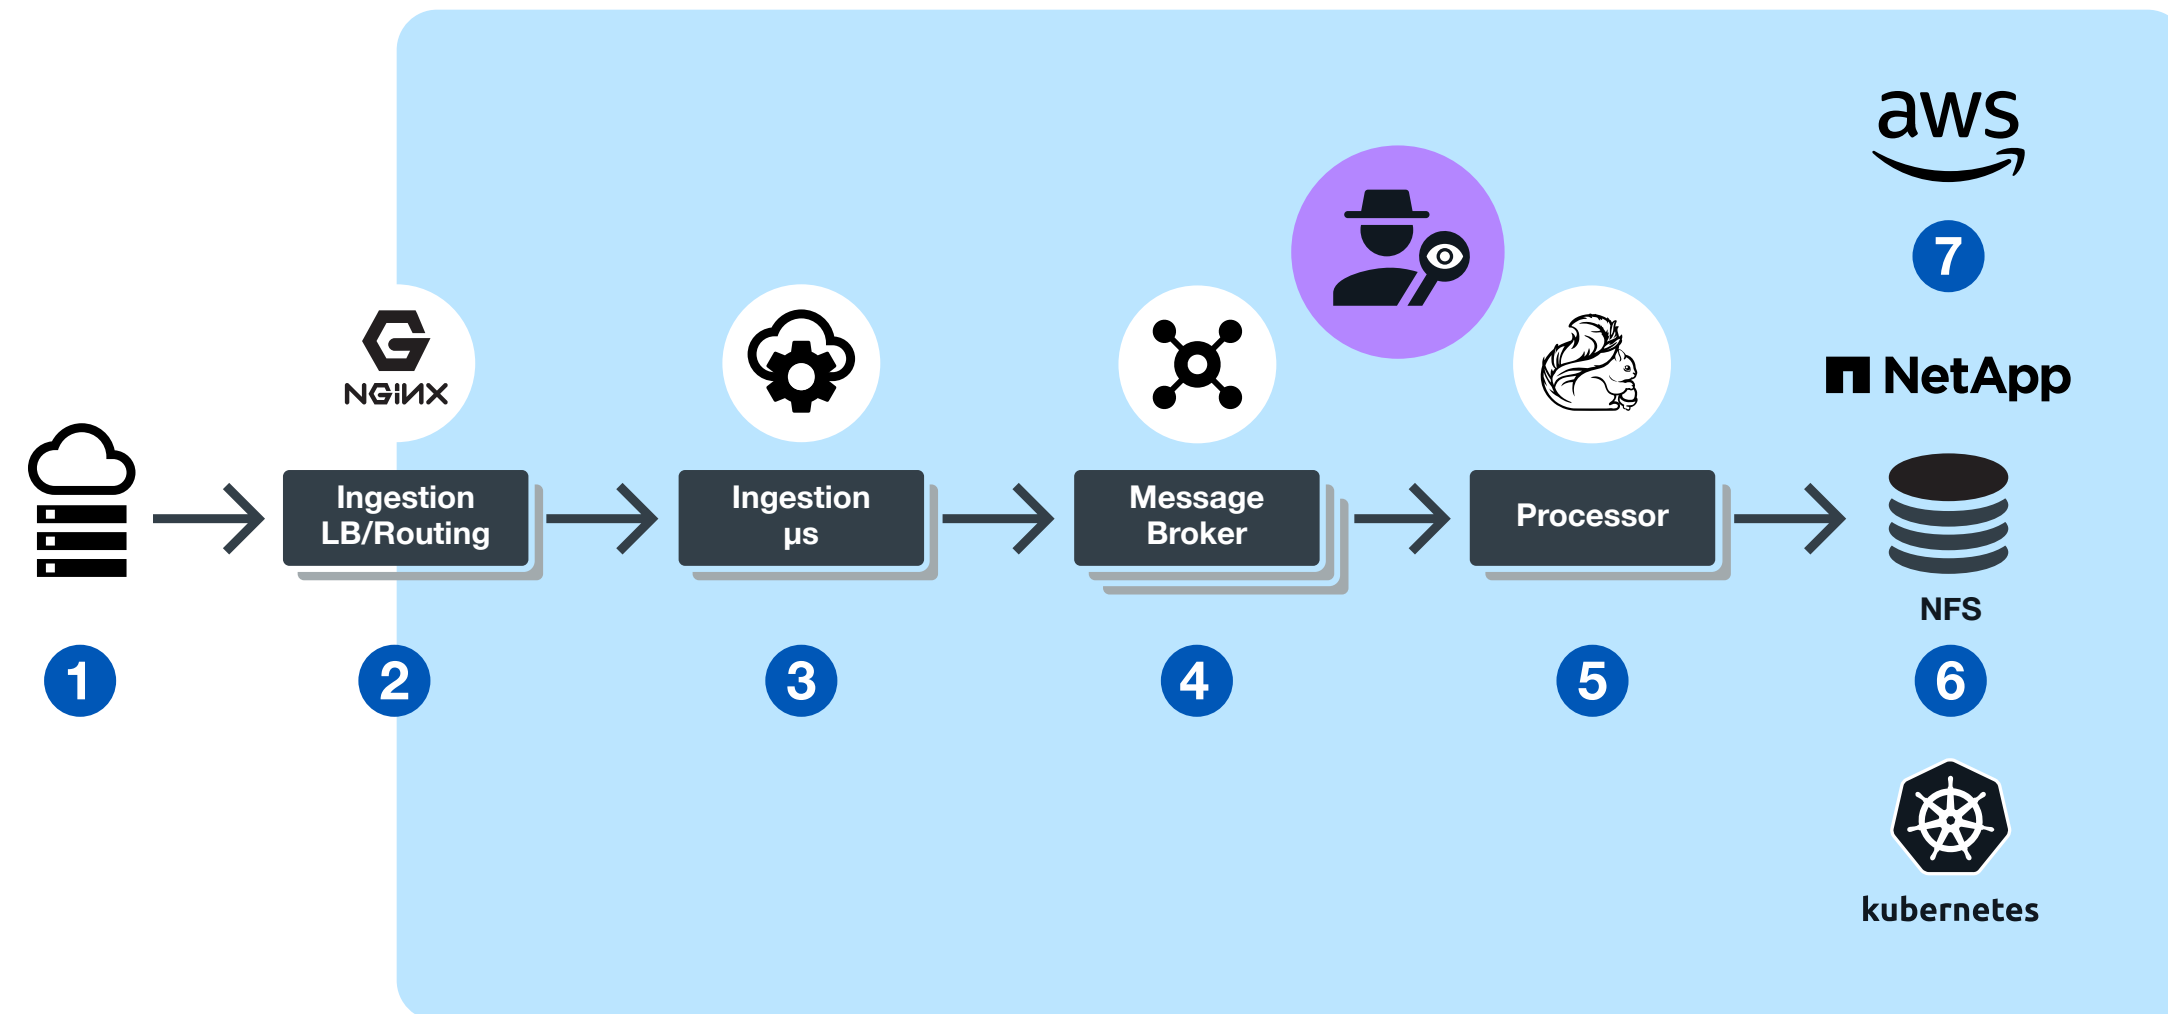 aws
7
NGINX
NetApp
Ingestion
LB/Routing
Ingestion
µs
Message
Broker
Processor
NFS
1
2
3
4
5
6
kubernetes